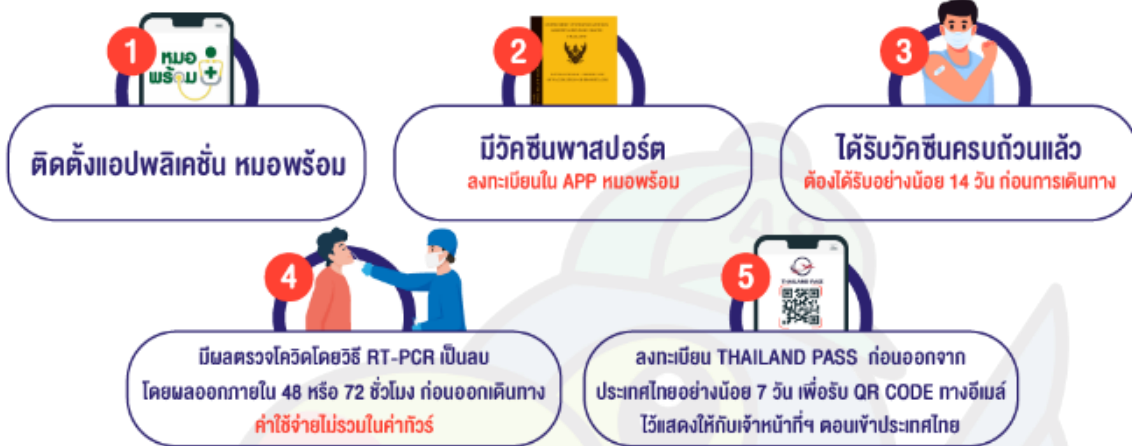 1
หมอ
พร้อม
ติดตั้งแอปพลิเคชั่น หมอพร้อม
2
มีวัคซีนพาสปอร์ต
ลงทะเบียนใน APP หมอพร้อม
3
ได้รับวัคซีนครบถ้วนแล้ว
ต้องได้รับอย่างน้อย 14 วัน ก่อนการเดินทาง
4
มีผลตรวจโควิดโดยวิธี RT-PCR เป็นลบ
โดยผลออกภายใน 48 หรือ 72 ชั่วโมง ก่อนออกเดินทาง
ค่าใช้จ่ายไม่รวมในค่าทัวร์
5
THAILAND PASS
ลงทะเบียน THAILAND PASS ก่อนออกจาก
ประเทศไทยอย่างน้อย 7 วัน เพื่อรับ QR CODE ทางอีเมล์
ไว้แสดงให้กับเจ้าหน้าที่ฯ ตอนเข้าประเทศไทย